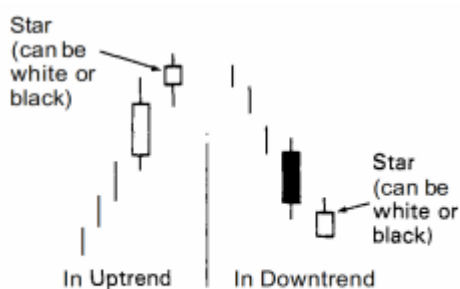 Star
(can be
white or
black)
Star
(can be
white or
black)
In Uptrend
In Downtrend